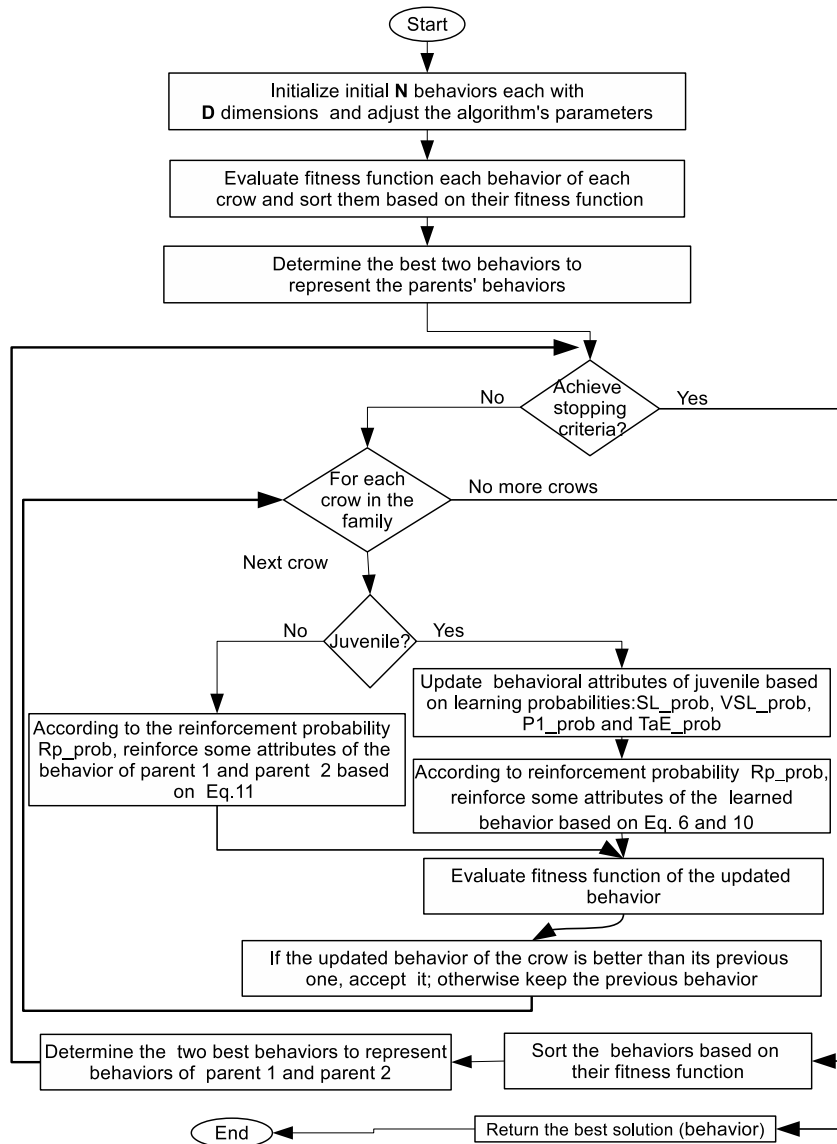 Start
Initialize initial N behaviors each with
D dimensions and adjust the algorithm's parameters
Evaluate fitness function each behavior of each
crow and sort them based on their fitness function
Determine the best two behaviors to
represent the parents' behaviors
Achieve
stopping
criteria?
No
Yes
For each
crow in the
family
No more crows
Next crow
Juvenile?
No
Yes
Update behavioral attributes of juvenile based
on learning probabilities:SL_prob, VSL_prob,
P1_prob and TaE_prob
According to the reinforcement probability
Rp_prob, reinforce some attributes of the
behavior of parent 1 and parent 2 based
on Eq.11
According to reinforcement probability Rp_prob,
reinforce some attributes of the learned
behavior based on Eq. 6 and 10
Evaluate fitness function of the updated
behavior
If the updated behavior of the crow is better than its previous
one, accept it; otherwise keep the previous behavior
Determine the two best behaviors to represent
behaviors of parent 1 and parent 2
Sort the behaviors based on
their fitness function
End
Return the best solution (behavior)